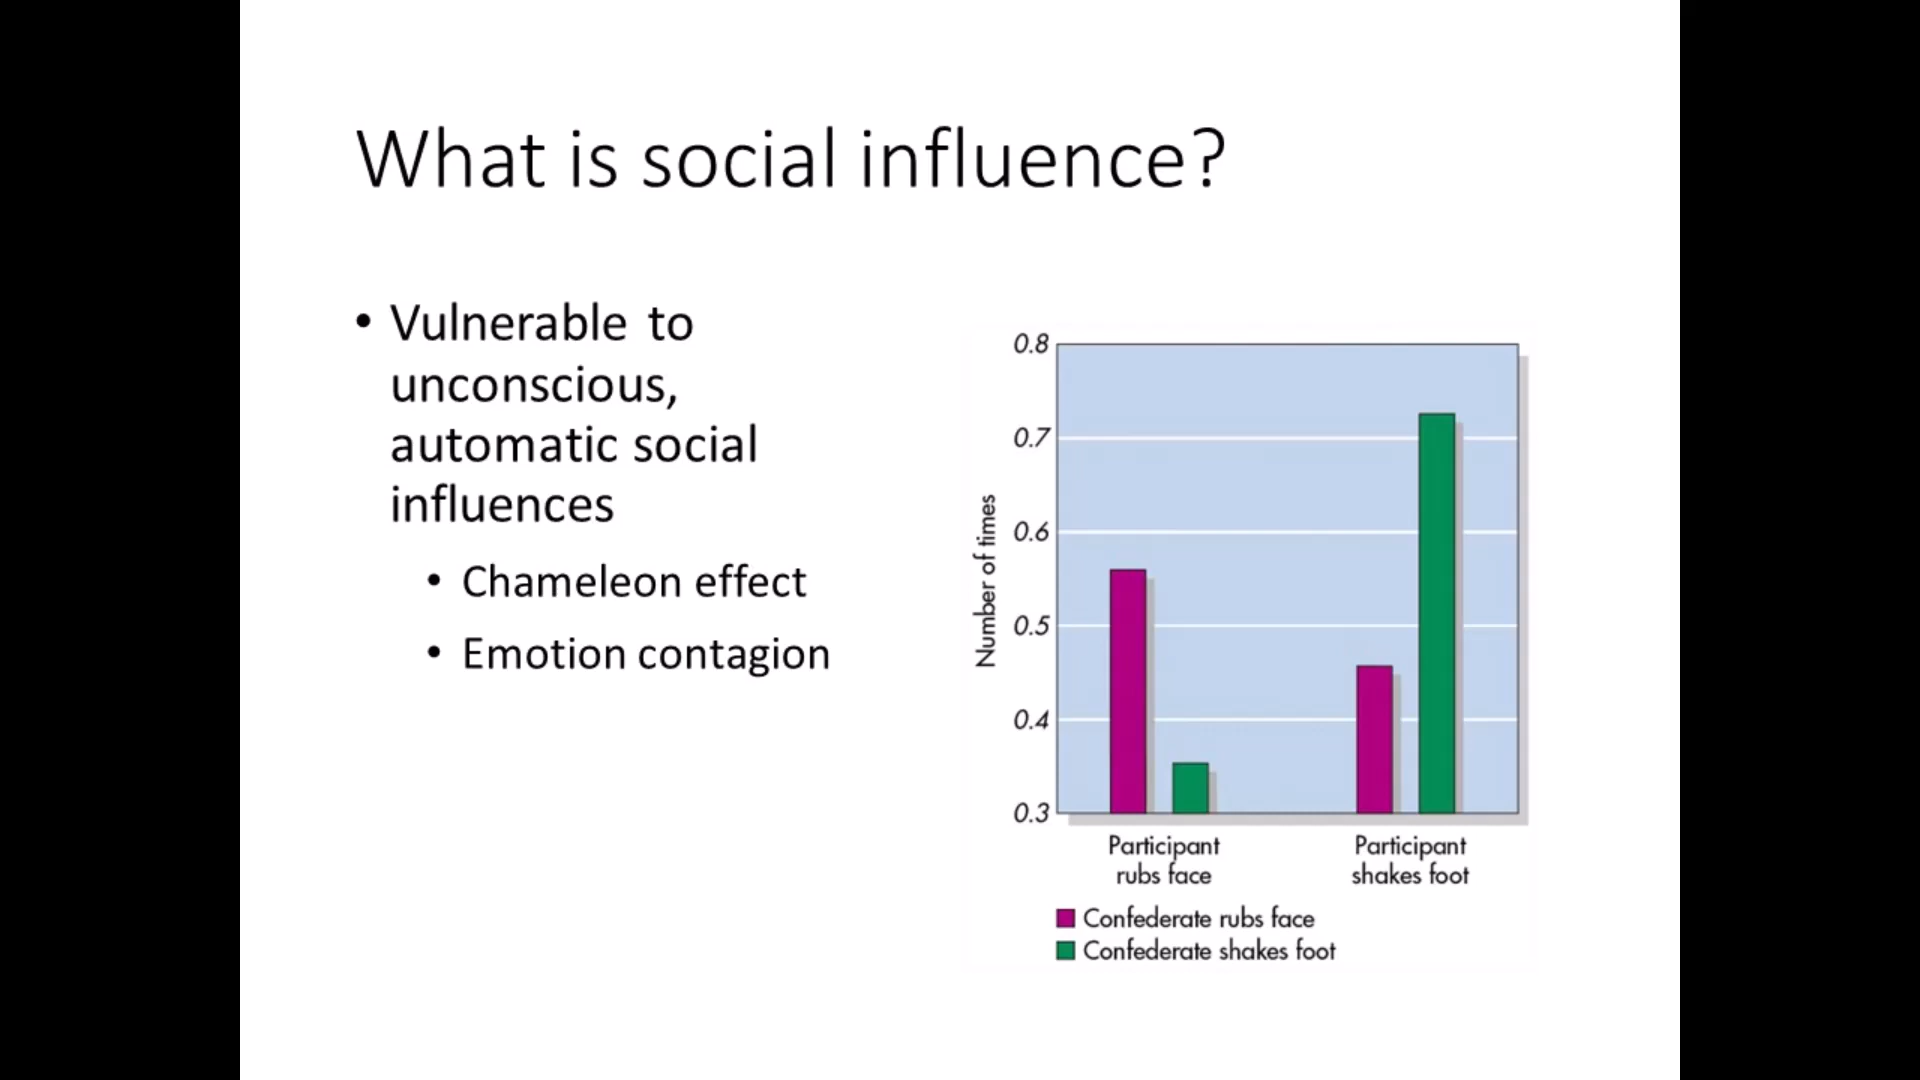 What is social influence?
• Vulnerable to
unconscious,
automatic social
influences
• Chameleon effect
• Emotion contagion
Number of times
0.8
0.7
0.6
0.5
0.4
0.3
Participant
rubs face
Participant
shakes foot
Confederate rubs face
Confederate shakes foot